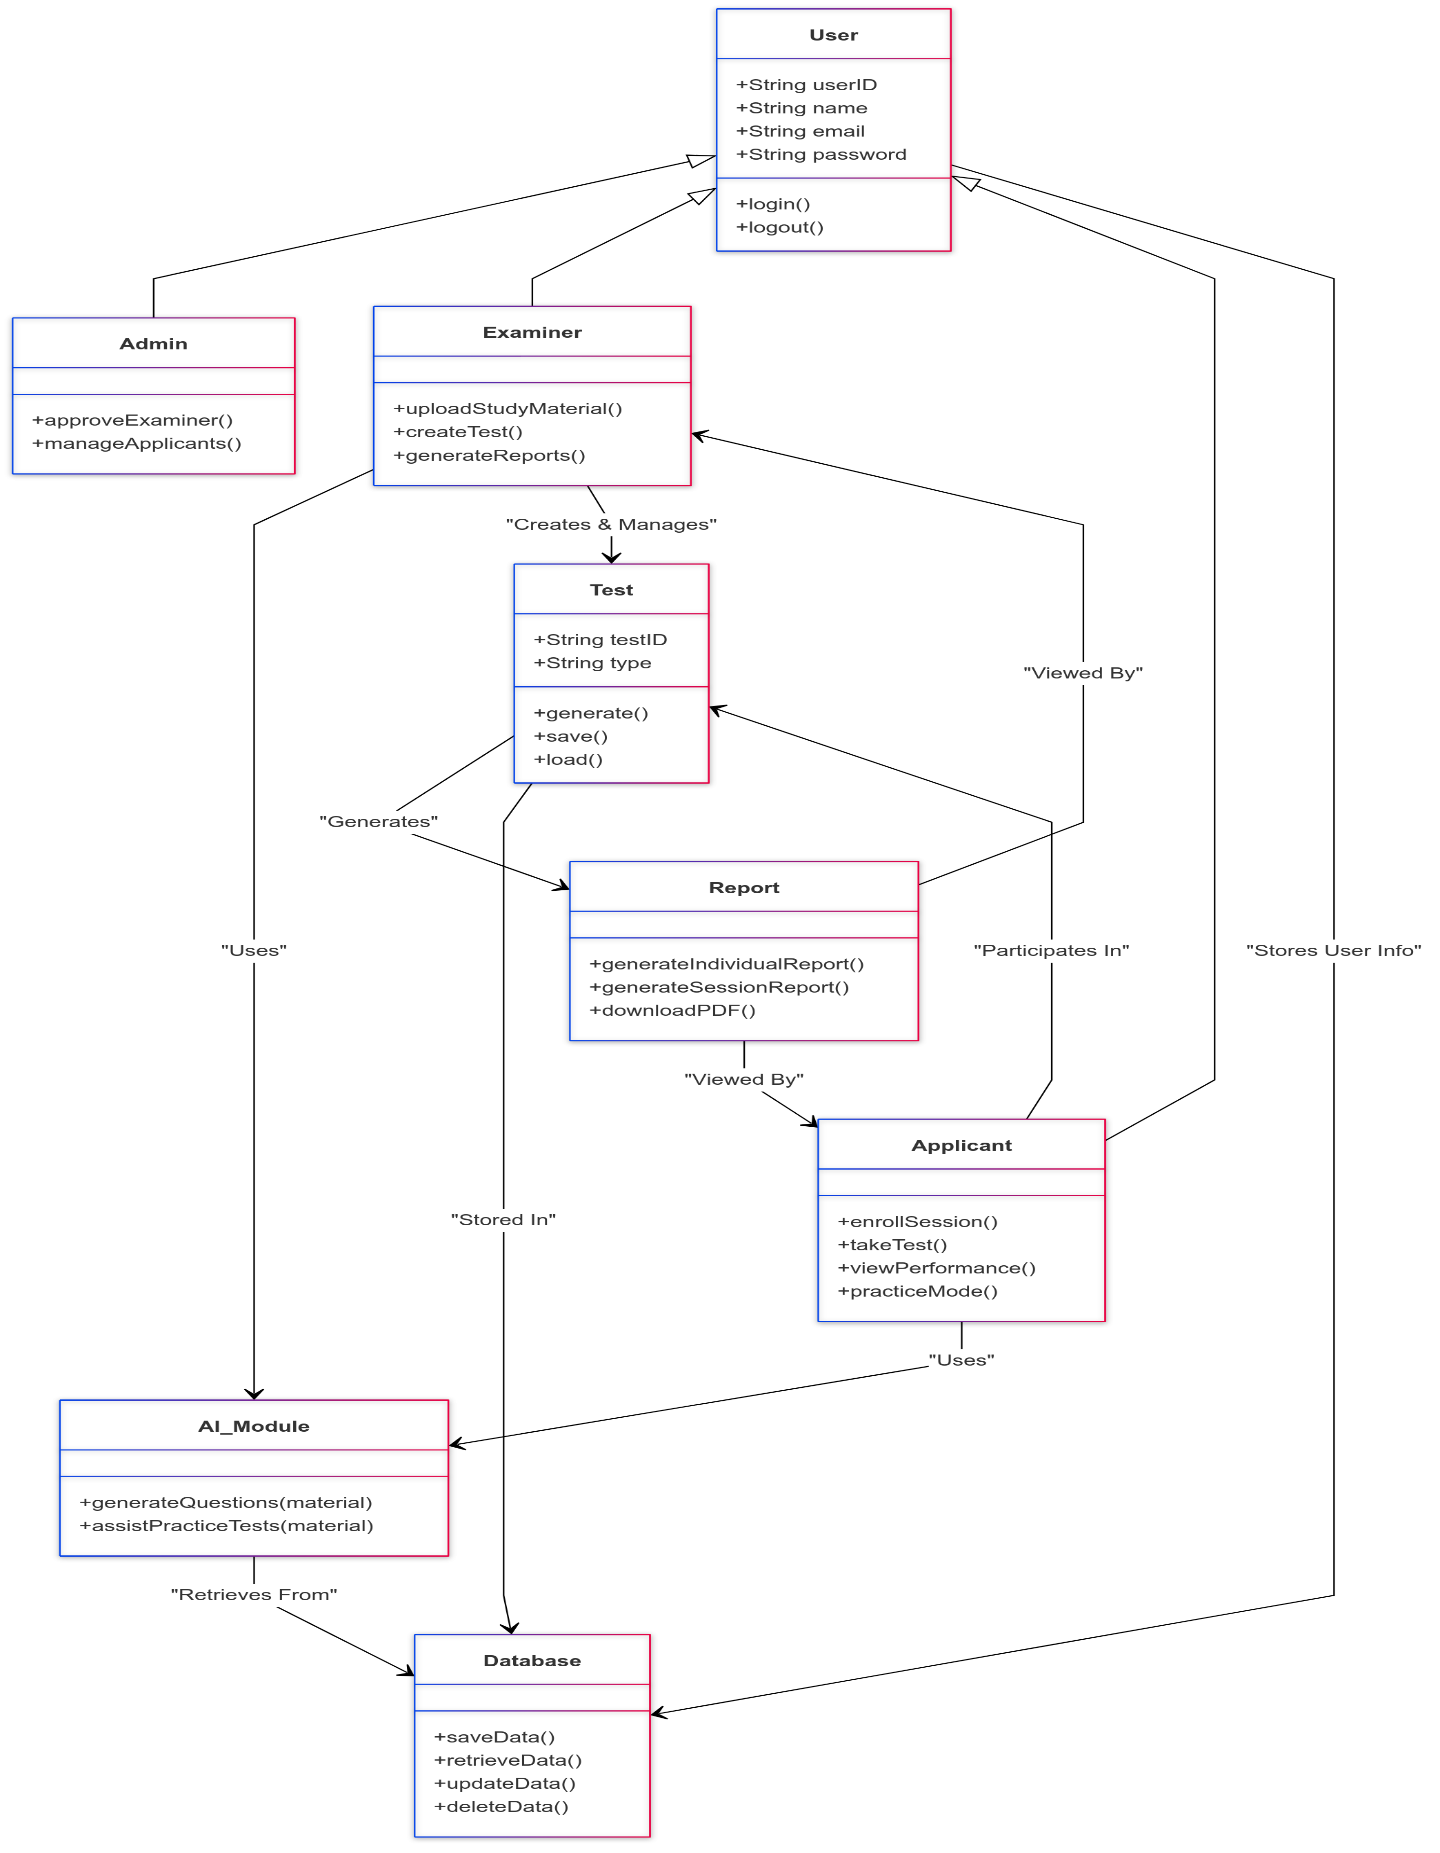 User
+String userID
+String name
+String email
+String password
+login()
+logout()
Admin
+approveExaminer()
+manageApplicants()
Examiner
+uploadStudyMaterial()
+createTest()
+generateReports()
"Creates & Manages"
Test
+String testID
+String type
+generate()
+save()
+load()
"Viewed By"
"Generates"
Report
+generateIndividualReport()
+generateSessionReport()
+downloadPDF()
"Uses"
"Participates In"
"Stores User Info"
"Viewed By"
Applicant
+enrollSession()
+takeTest()
+viewPerformance()
+practiceMode()
"Stored In"
"Uses"
AI_Module
+generateQuestions(material)
+assistPracticeTests(material)
"Retrieves From"
Database
+saveData()
+retrieveData()
+updateData()
+deleteData()